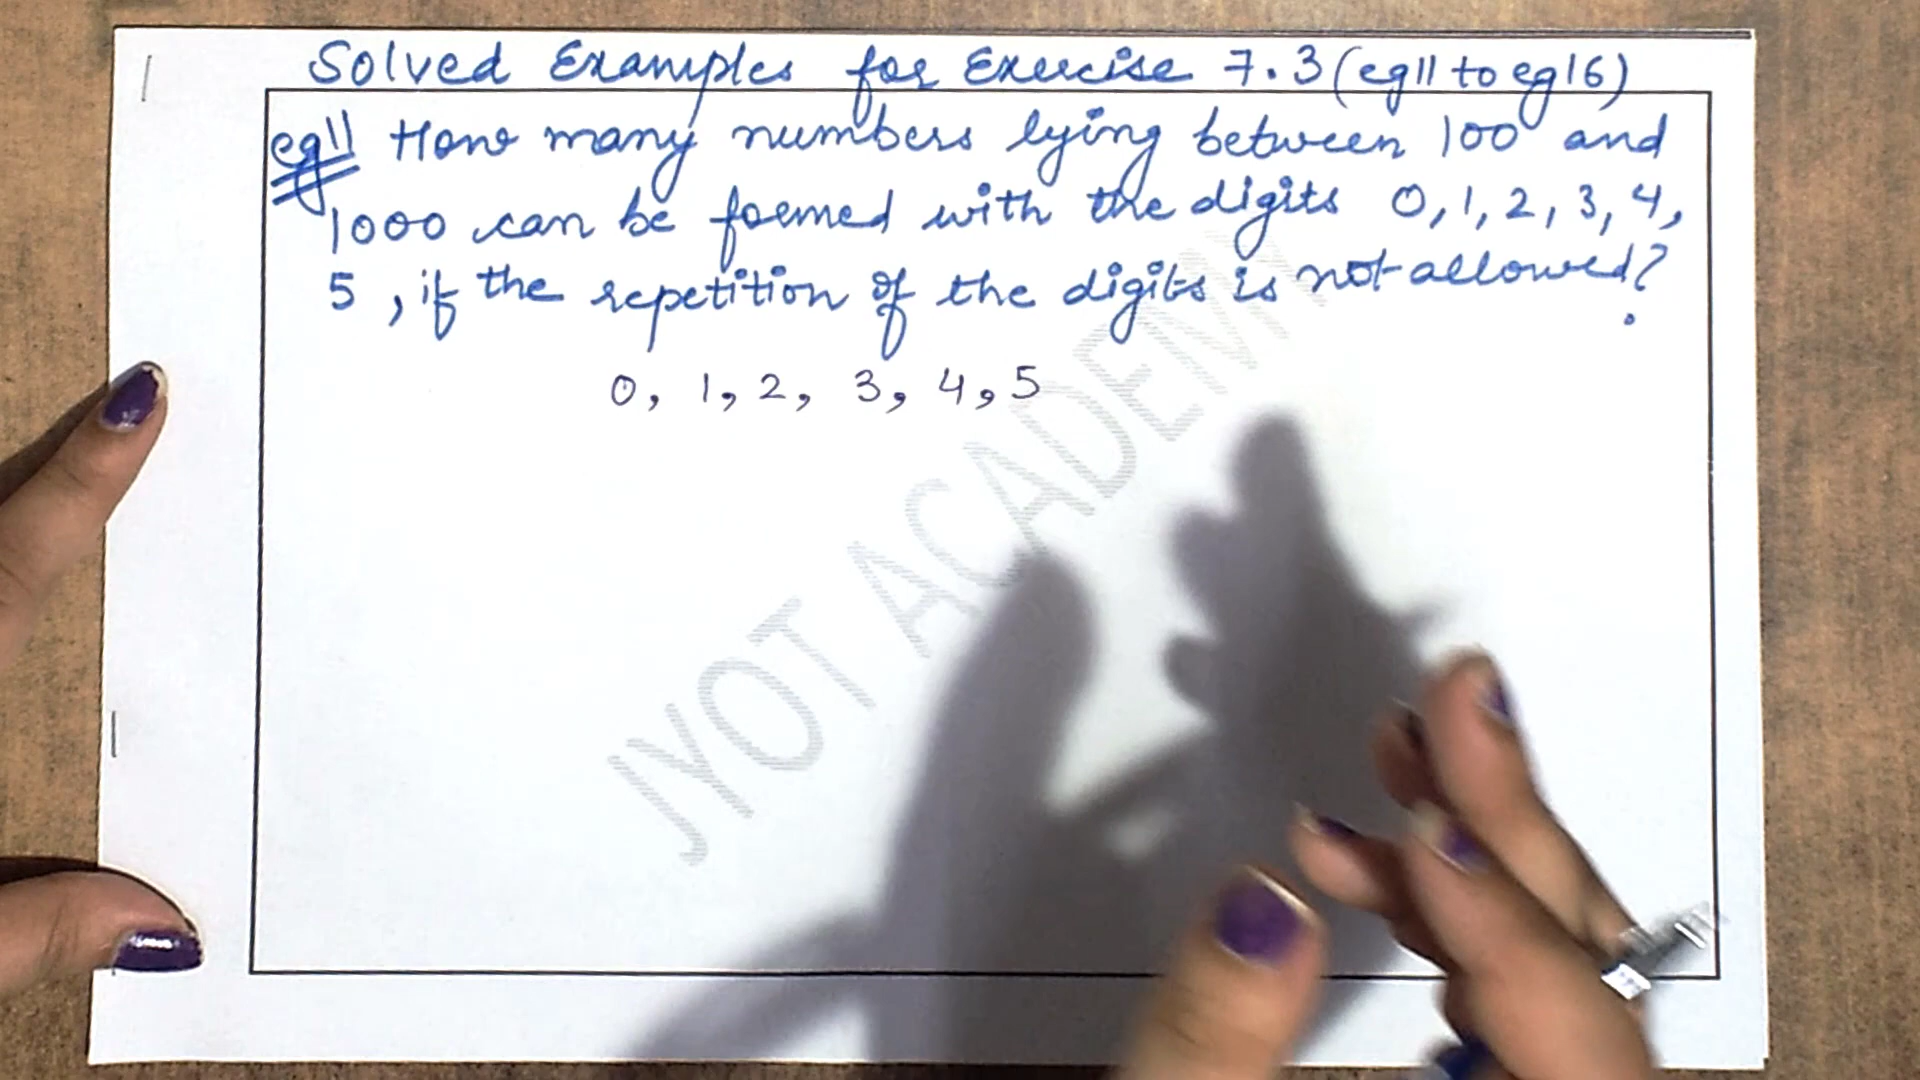 Solved Examples for Exercise 7.3 (eg11 to eg16)
eg11 How many numbers lying between 100 and
1000 can be formed with the digits 0, 1, 2, 3, 4,
5, if the repetition of the digits is not allowed?
0, 1, 2, 3, 4, 5
JYOT ACADEMY